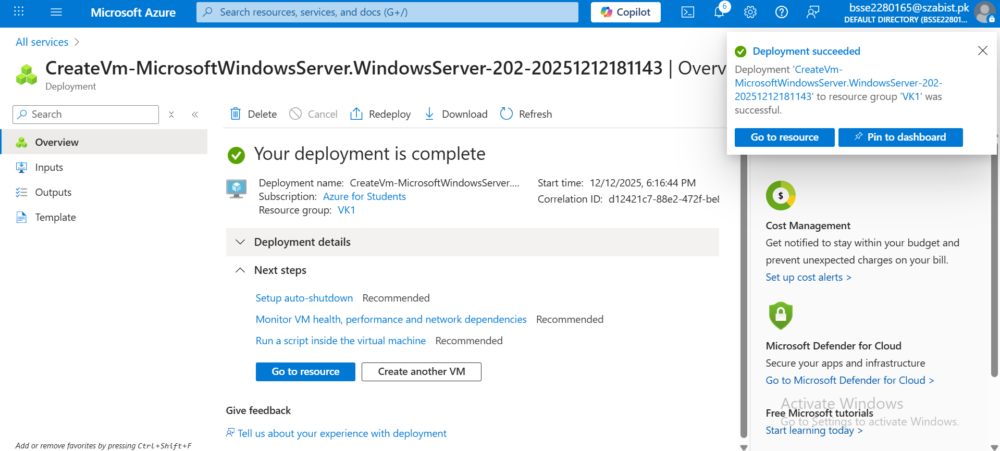 Microsoft Azure
Search resources, services, and docs (G+/)
Copilot
6
bsse2280165@szabist.pk
DEFAULT DIRECTORY (BSSE22801...
All services >
CreateVm-MicrosoftWindowsServer.WindowsServer-202-20251212181143 | Overv
Deployment
Search
Overview
Inputs
Outputs
Template
Add or remove favorites by pressing Ctrl+Shift+F
Delete
Cancel
Redeploy
Download
Refresh
Your deployment is complete
Deployment name: CreateVm-MicrosoftWindowsServer....
Subscription: Azure for Students
Resource group: VK1
Start time: 12/12/2025, 6:16:44 PM
Correlation ID: d12421c7-88e2-472f-be8
Deployment details
Next steps
Setup auto-shutdown Recommended
Monitor VM health, performance and network dependencies Recommended
Run a script inside the virtual machine Recommended
Go to resource
Create another VM
Give feedback
Tell us about your experience with deployment
Deployment succeeded
Deployment 'CreateVm-
MicrosoftWindowsServer.WindowsServer-202-
20251212181143' to resource group 'VK1' was
successful.
Go to resource
Pin to dashboard
$
Cost Management
Get notified to stay within your budget and
prevent unexpected charges on your bill.
Set up cost alerts >
Microsoft Defender for Cloud
Secure your apps and infrastructure
Go to Microsoft Defender for Cloud >
Free Microsoft tutorials
Start learning today >
Activate Windows
Go to Settings to activate Windows.